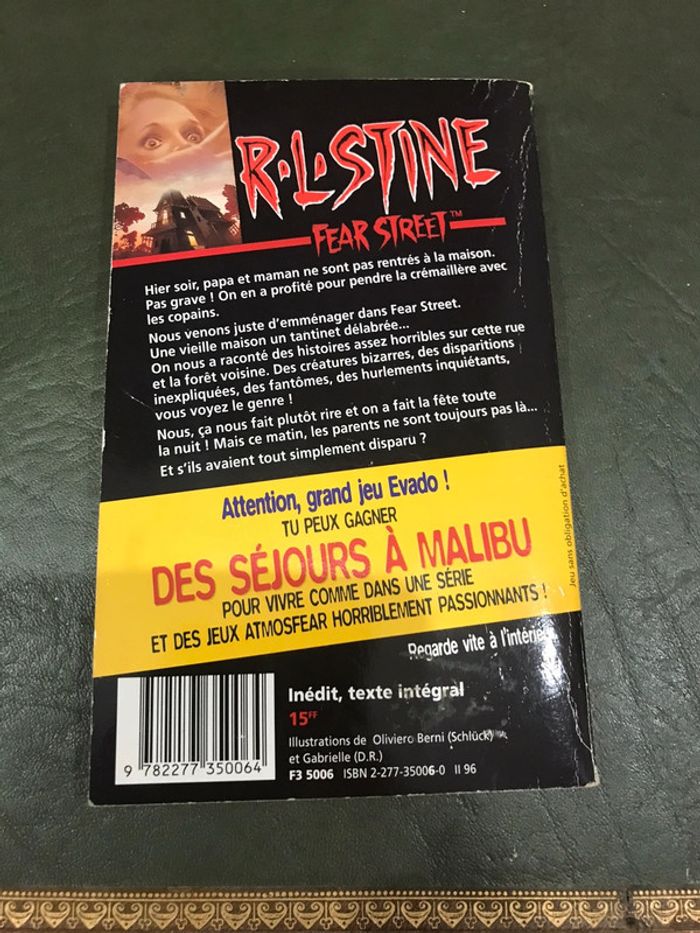 R.L.STINE
FEAR STREET™
Hier soir, papa et maman ne sont pas rentrés à la maison.
Pas grave ! On en a profité pour pendre la crémaillère avec
les copains.
Nous venons juste d'emménager dans Fear Street.
Une vieille maison un tantinet délabrée...
On nous a raconté des histoires assez horribles sur cette rue
et la forêt voisine. Des créatures bizarres, des disparitions
inexpliquées, des fantômes, des hurlements inquiétants,
vous voyez le genre !
Nous, ça nous fait plutôt rire et on a fait la fête toute
la nuit ! Mais ce matin, les parents ne sont toujours pas là...
Et s'ils avaient tout simplement disparu ?
Attention, grand jeu Evado !
TU PEUX GAGNER
DES SÉJOURS À MALIBU
POUR VIVRE COMME DANS UNE SÉRIE
ET DES JEUX ATMOSFEAR HORRIBLEMENT PASSIONNANTS !
Jeu sans obligation d'achat
Regarde vite à l'intérie
Inédit, texte intégral
15FF
Illustrations de Oliviero Berni (Schlück)
et Gabrielle (D.R.)
F3 5006 ISBN 2-277-35006-0 II 96
9 782277 350064